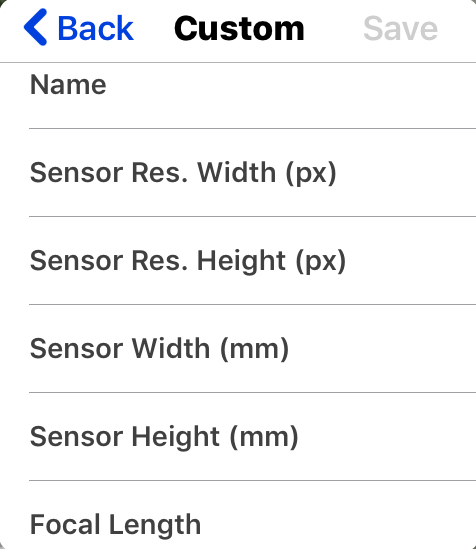 Back Custom Save
Name
Sensor Res. Width (px)
Sensor Res. Height (px)
Sensor Width (mm)
Sensor Height (mm)
Focal Length